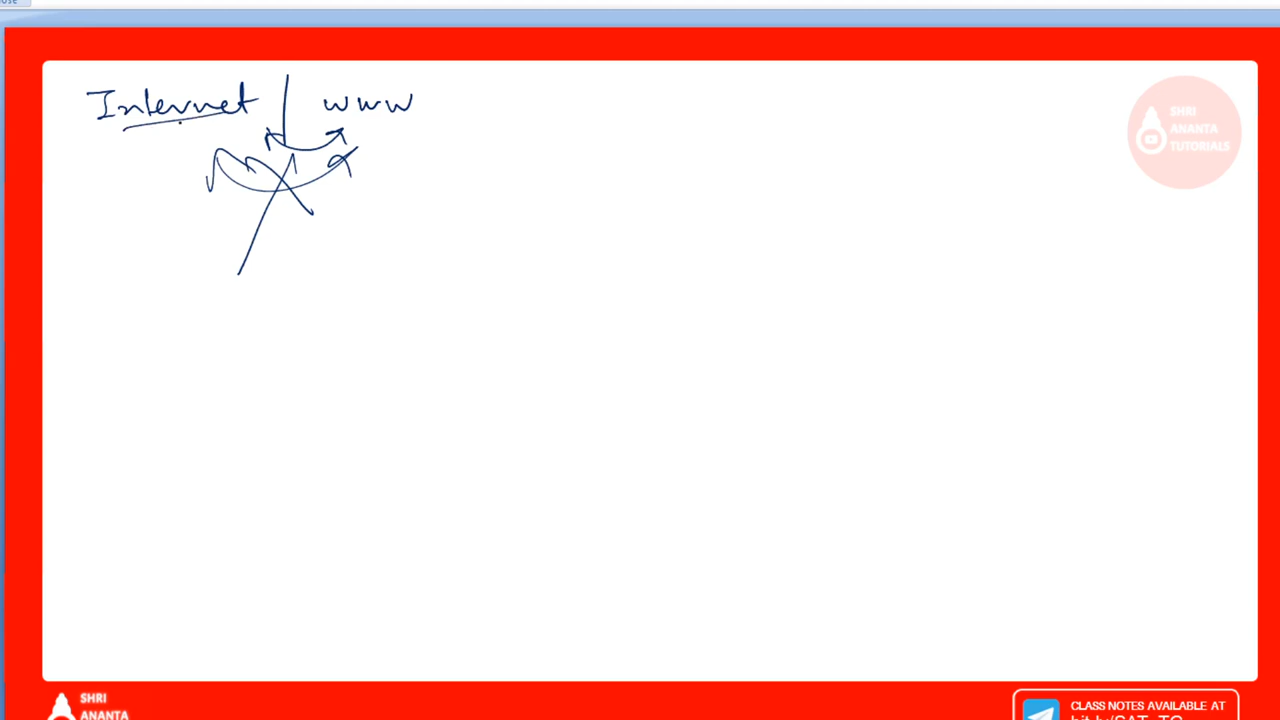 Internet | www
SHRI
ANANTA
TUTORIALS
SHRI
ANANTA
CLASS NOTES AVAILABLE AT